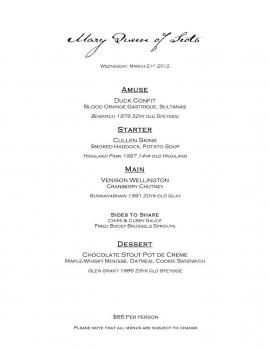 Mary Queen of Scots
Wednesday, March 21st 2012.
Amuse
Duck Confit
Blood Orange Gastrique, Sultanas
Benriach 1979 32yr old Speyside
Starter
Cullen Skink
Smoked Haddock, Potato Soup
Highland Park 1997 14yr old Highland
Main
Venison Wellington
Cranberry Chutney
Bunnahabhain 1991 20yr old Islay
Sides to Share
Chips & Curry Sauce
Fried Boozy Brussels Sprouts
Dessert
Chocolate Stout Pot de Creme
Maple-Whisky Mousse, Oatmeal Cookie Sandwich
Glen Grant 1985 23yr old Speyside
$85 Per person
Please note that all menus are subject to change